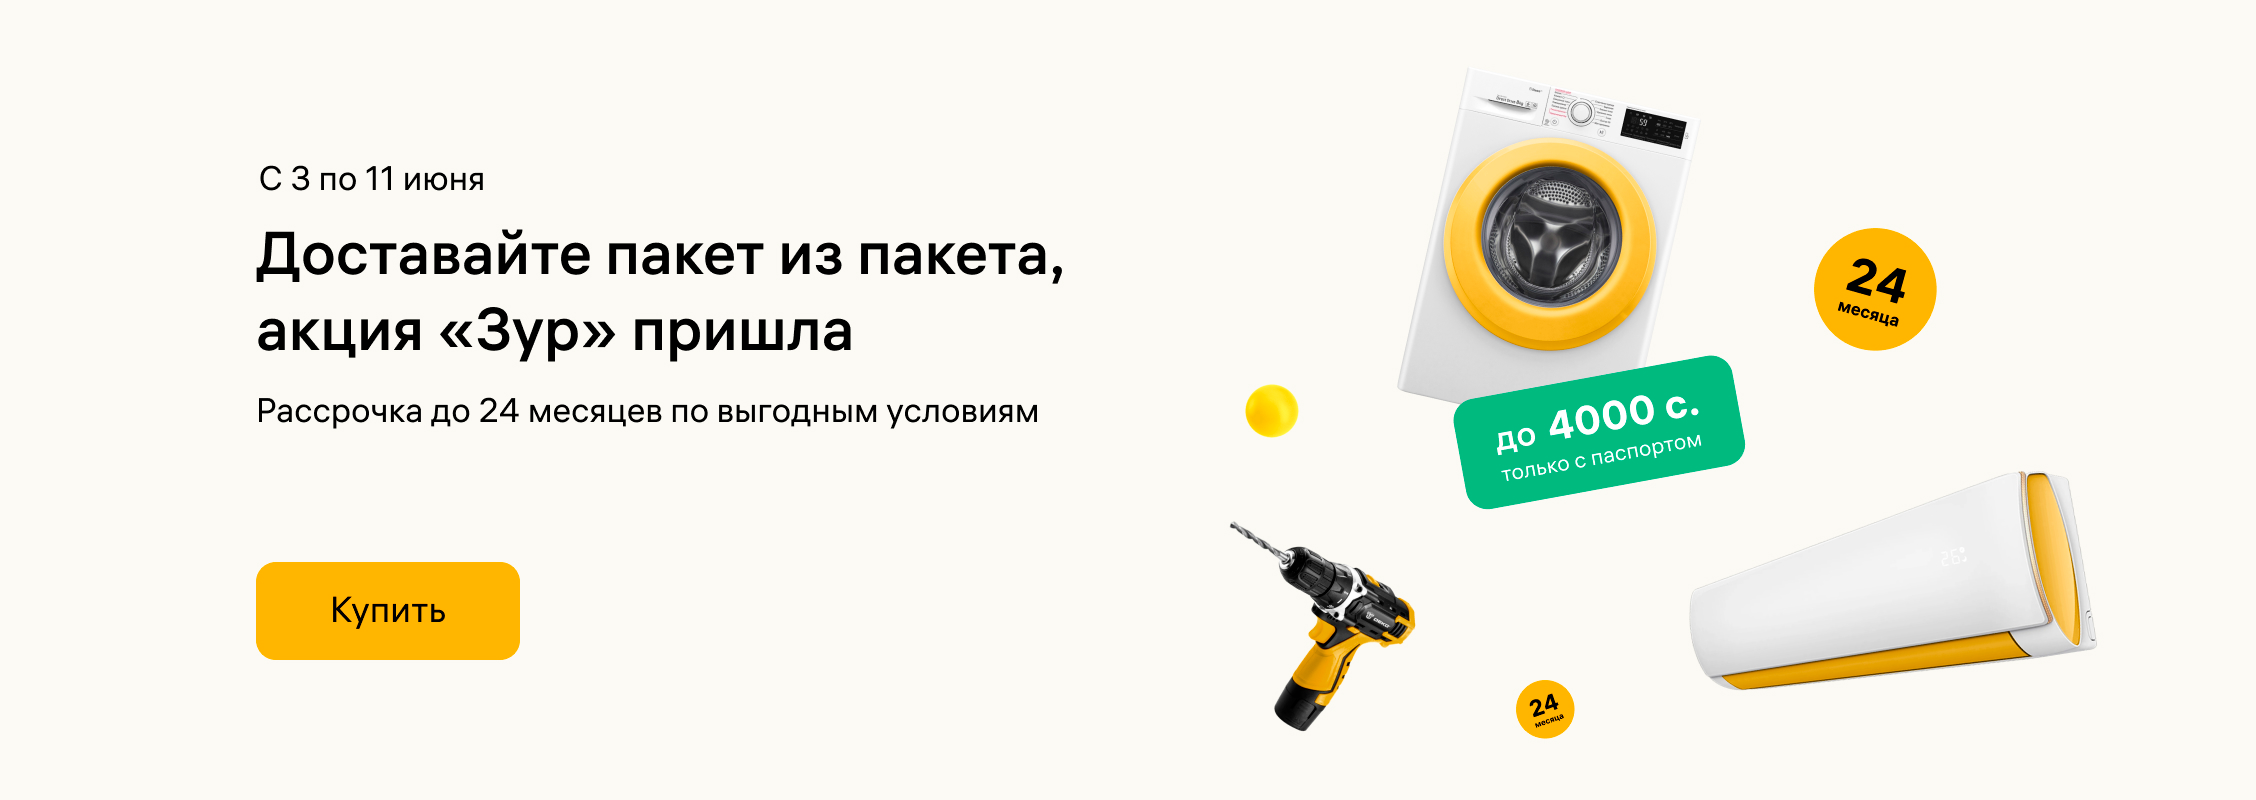 С 3 по 11 июня
Доставайте пакет из пакета,
акция «Зур» пришла
Рассрочка до 24 месяцев по выгодным условиям
Купить
24
месяца
до 4000 с.
только с паспортом
24
месяца